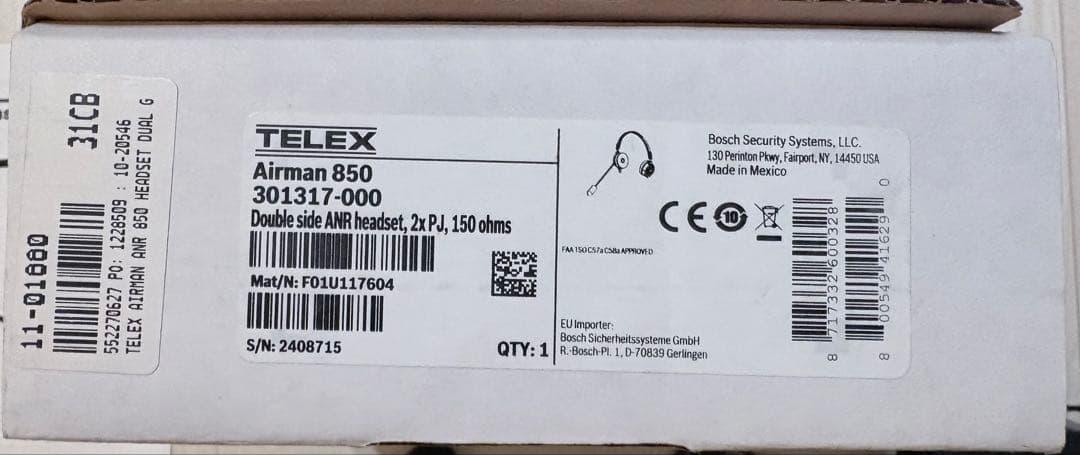 31CB
11-01000
552270627 PO: 1228509 : 10-20546
TELEX AIRMAN ANR 850 HEADSET DUAL G
TELEX
Airman 850
301317-000
Double side ANR headset, 2x PJ, 150 ohms
Mat/N: F01U117604
S/N: 2408715
QTY: 1
Bosch Security Systems, LLC.
130 Perinton Pkwy, Fairport, NY, 14450 USA
Made in Mexico
CE
10
FAA TSO C57a C58a APPROVED
EU Importer:
Bosch Sicherheitssysteme GmbH
R.-Bosch-Pl. 1, D-70839 Gerlingen
8 717332 600328
8 00549 41629 0